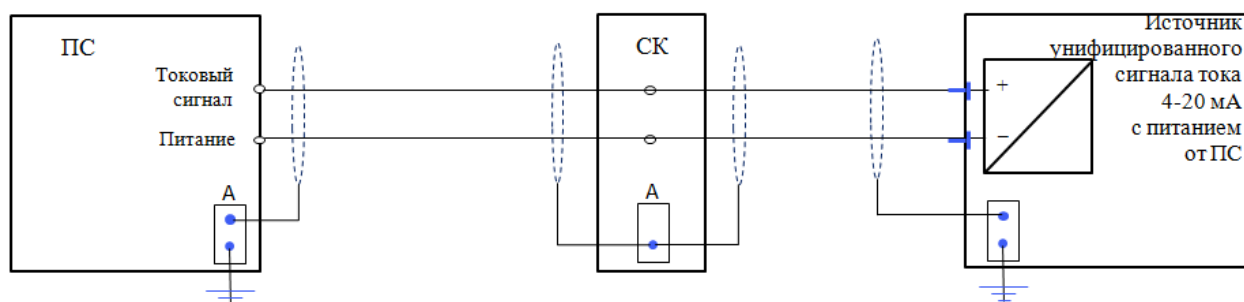 ПС
Токовый
сигнал
Питание
А
СК
А
Источник
унифицированного
сигнала тока
4-20 мА
с питанием
от ПС
+
−